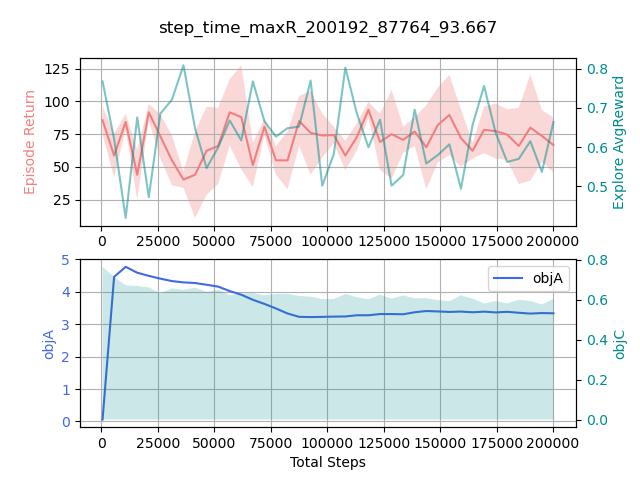 step_time_maxR_200192_87764_93.667
125
100
75
50
25
Episode Return
0.8
0.7
0.6
0.5
Explore AvgReward
0 25000 50000 75000 100000 125000 150000 175000 200000
5
4
3
2
1
0
objA
objA
0.8
0.6
0.4
0.2
0.0
objC
0 25000 50000 75000 100000 125000 150000 175000 200000
Total Steps